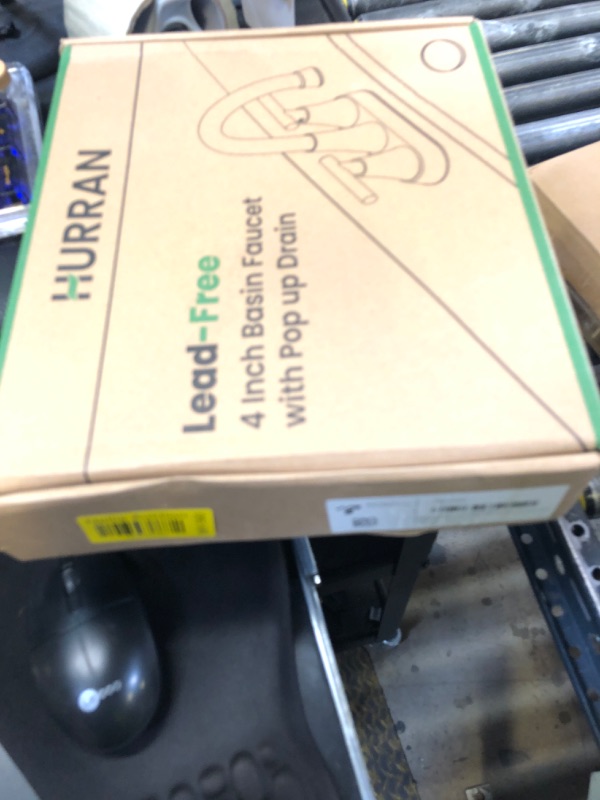 HURRAN
Lead-Free
4 Inch Basin Faucet
with Pop up Drain